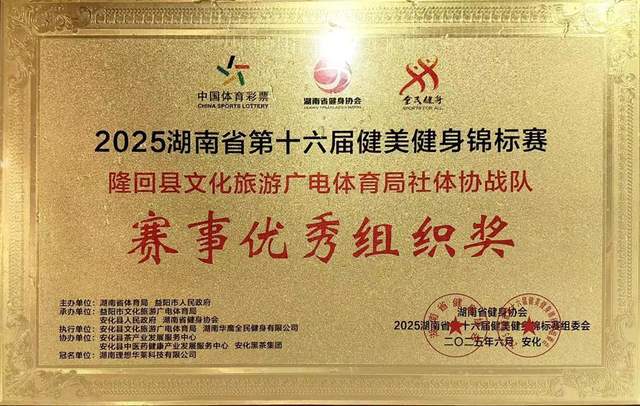 中国体育彩票
CHINA SPORTS LOTTERY
湖南省健身协会
全民健身
SPORTS FOR ALL
2025湖南省第十六届健美健身锦标赛
隆回县文化旅游广电体育局社体协战队
赛事优秀组织奖
主办单位：湖南省体育局 益阳市人民政府
承办单位：益阳市文化旅游广电体育局
安化县人民政府 湖南省健身协会
执行单位：安化县文化旅游广电体育局 湖南华鹰全民健身有限公司
协办单位：安化县茶产业发展服务中心
安化县中医药健康产业发展服务中心 安化黑茶集团
冠名单位：湖南理想华莱科技有限公司
湖南省健身协会
2025湖南省第十六届健美健身锦标赛组委会
二〇二五年六月 安化